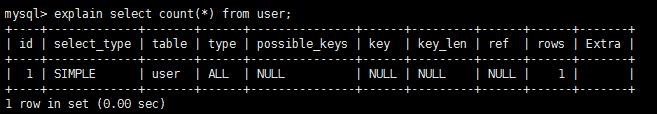 mysql> explain select count(*) from user;
+----+-------------+-------+------+---------------+------+---------+------+------+-------+
| id | select_type | table | type | possible_keys | key | key_len | ref | rows | Extra |
+----+-------------+-------+------+---------------+------+---------+------+------+-------+
| 1 | SIMPLE | user | ALL | NULL | NULL | NULL | NULL | 1 | |
+----+-------------+-------+------+---------------+------+---------+------+------+-------+
1 row in set (0.00 sec)